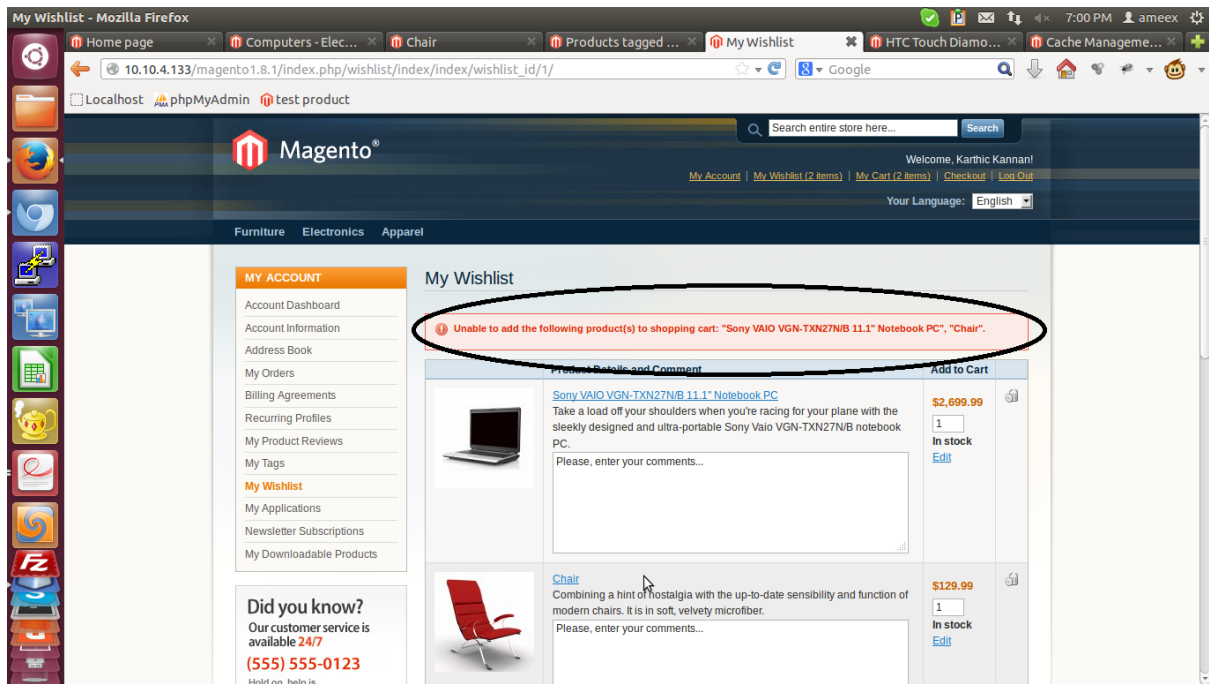 My Wishlist - Mozilla Firefox
7:00 PM ameex
Home page
Computers - Elec...
Chair
Products tagged ...
My Wishlist
HTC Touch Diamo...
Cache Manageme...
10.10.4.133/magento1.8.1/index.php/wishlist/index/index/wishlist_id/1/
Google
Localhost phpMyAdmin test product
Search entire store here... Search
Magento®
Welcome, Karthic Kannan!
My Account | My Wishlist (2 items) | My Cart (2 items) | Checkout | Log Out
Your Language: English
Furniture Electronics Apparel
MY ACCOUNT
Account Dashboard
Account Information
Address Book
My Orders
Billing Agreements
Recurring Profiles
My Product Reviews
My Tags
My Wishlist
My Applications
Newsletter Subscriptions
My Downloadable Products
Did you know?
Our customer service is
available 24/7
(555) 555-0123
Hold on, help is
My Wishlist
Unable to add the following product(s) to shopping cart: "Sony VAIO VGN-TXN27N/B 11.1" Notebook PC", "Chair".
Product Details and Comment Add to Cart
Sony VAIO VGN-TXN27N/B 11.1" Notebook PC
Take a load off your shoulders when you're racing for your plane with the
sleekly designed and ultra-portable Sony Vaio VGN-TXN27N/B notebook
PC.
Please, enter your comments...
$2,699.99
1
In stock
Edit
Chair
Combining a hint of nostalgia with the up-to-date sensibility and function of
modern chairs. It is in soft, velvety microfiber.
Please, enter your comments...
$129.99
1
In stock
Edit